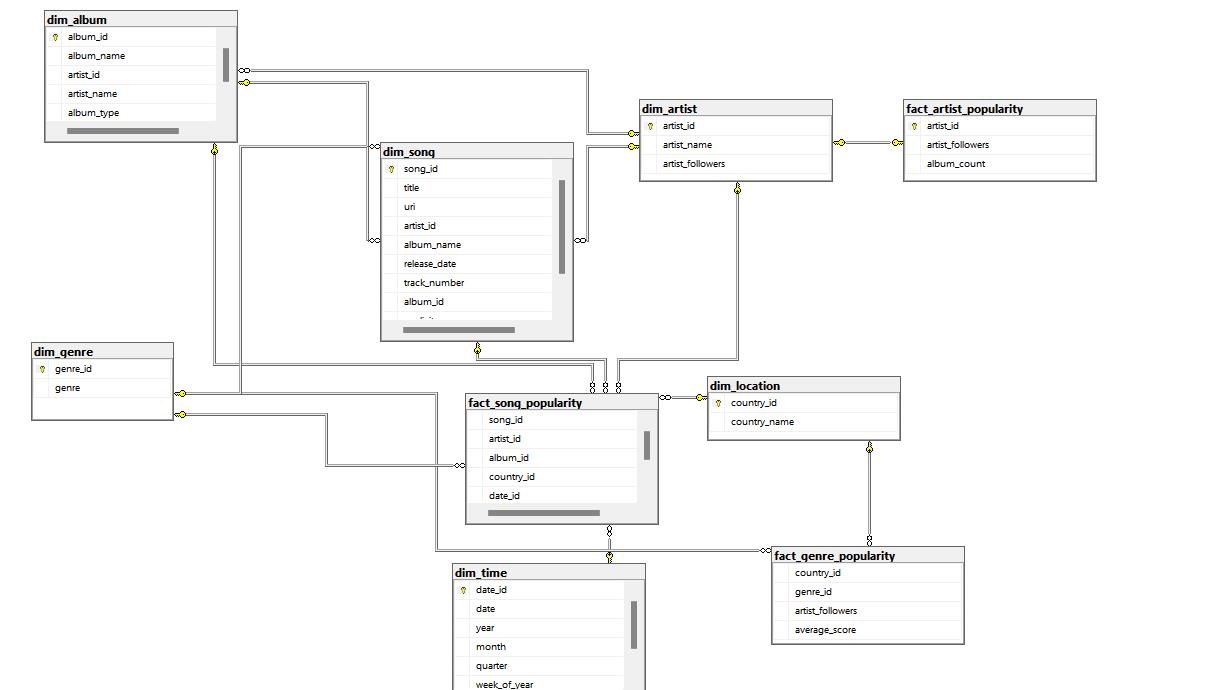 dim_album
album_id
album_name
artist_id
artist_name
album_type
dim_artist
artist_id
artist_name
artist_followers
fact_artist_popularity
artist_id
artist_followers
album_count
dim_song
song_id
title
uri
artist_id
album_name
release_date
track_number
album_id
dim_genre
genre_id
genre
fact_song_popularity
song_id
artist_id
album_id
country_id
date_id
dim_location
country_id
country_name
fact_genre_popularity
country_id
genre_id
artist_followers
average_score
dim_time
date_id
date
year
month
quarter
week_of_year